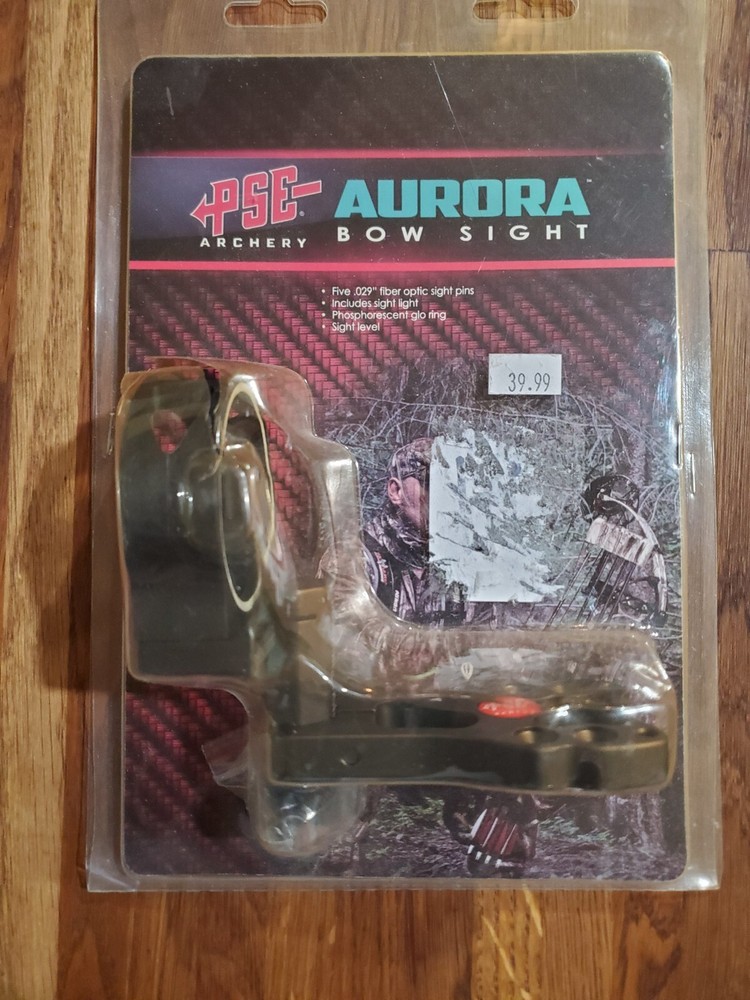 PSE
ARCHERY
AURORA™
BOW SIGHT
• Five .029" fiber optic sight pins
• Includes sight light
• Phosphorescent glo ring
• Sight level
39.99